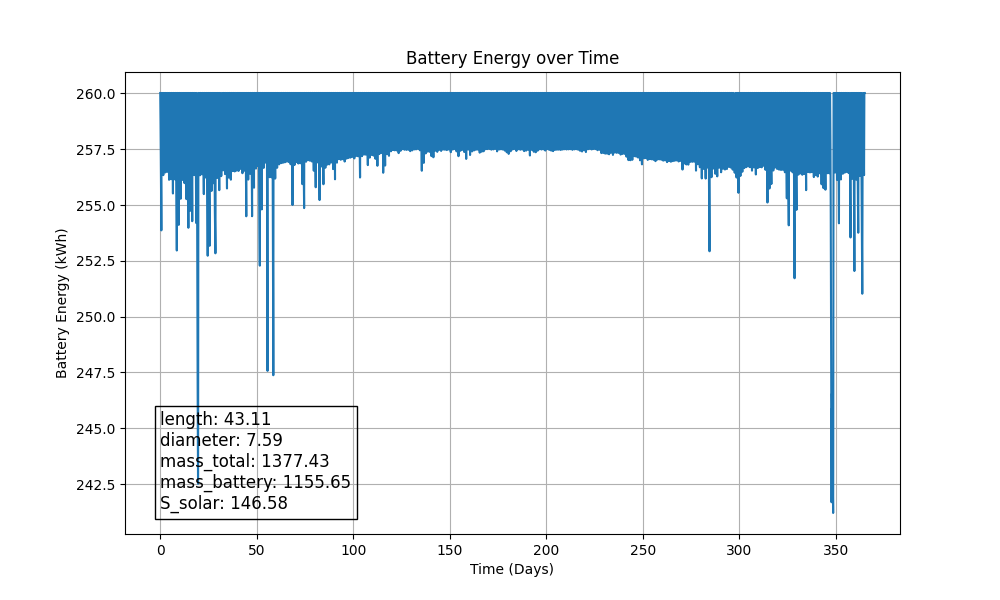 Battery Energy over Time
Battery Energy (kWh)
260.0
257.5
255.0
252.5
250.0
247.5
245.0
242.5
length: 43.11
diameter: 7.59
mass_total: 1377.43
mass_battery: 1155.65
S_solar: 146.58
0 50 100 150 200 250 300 350
Time (Days)